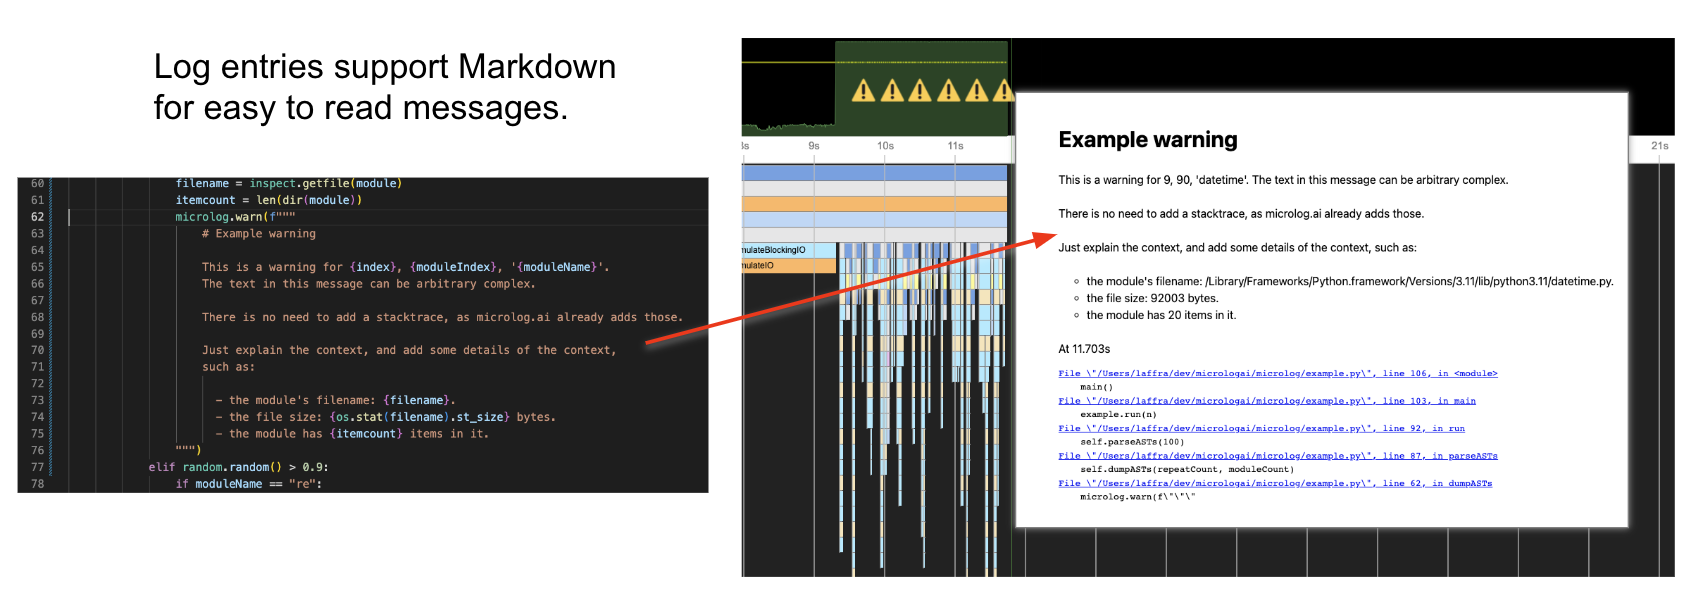 Log entries support Markdown
for easy to read messages.
60 filename = inspect.getfile(module)
61 itemcount = len(dir(module))
62 microlog.warn(f"""
63 # Example warning
64
65 This is a warning for {index}, {moduleIndex}, '{moduleName}'.
66 The text in this message can be arbitrary complex.
67
68 There is no need to add a stacktrace, as microlog.ai already adds those.
69
70 Just explain the context, and add some details of the context,
71 such as:
72
73 - the module's filename: {filename}.
74 - the file size: {os.stat(filename).st_size} bytes.
75 - the module has {itemcount} items in it.
76 """)
77 elif random.random() > 0.9:
78 if moduleName == "re":
9s 10s 11s 21s
mulateBlockingIO
mulateIO
Example warning
This is a warning for 9, 90, 'datetime'. The text in this message can be arbitrary complex.
There is no need to add a stacktrace, as microlog.ai already adds those.
Just explain the context, and add some details of the context, such as:
the module's filename: /Library/Frameworks/Python.framework/Versions/3.11/lib/python3.11/datetime.py.
the file size: 92003 bytes.
the module has 20 items in it.
At 11.703s
File \"/Users/laffra/dev/micrologai/microlog/example.py\", line 106, in <module>
main()
File \"/Users/laffra/dev/micrologai/microlog/example.py\", line 103, in main
example.run(n)
File \"/Users/laffra/dev/micrologai/microlog/example.py\", line 92, in run
self.parseASTs(100)
File \"/Users/laffra/dev/micrologai/microlog/example.py\", line 87, in parseASTs
self.dumpASTs(repeatCount, moduleCount)
File \"/Users/laffra/dev/micrologai/microlog/example.py\", line 62, in dumpASTs
microlog.warn(f\"\"\"